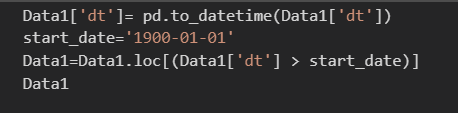 Data1['dt']= pd.to_datetime(Data1['dt'])
start_date='1900-01-01'
Data1=Data1.loc[(Data1['dt'] > start_date)]
Data1